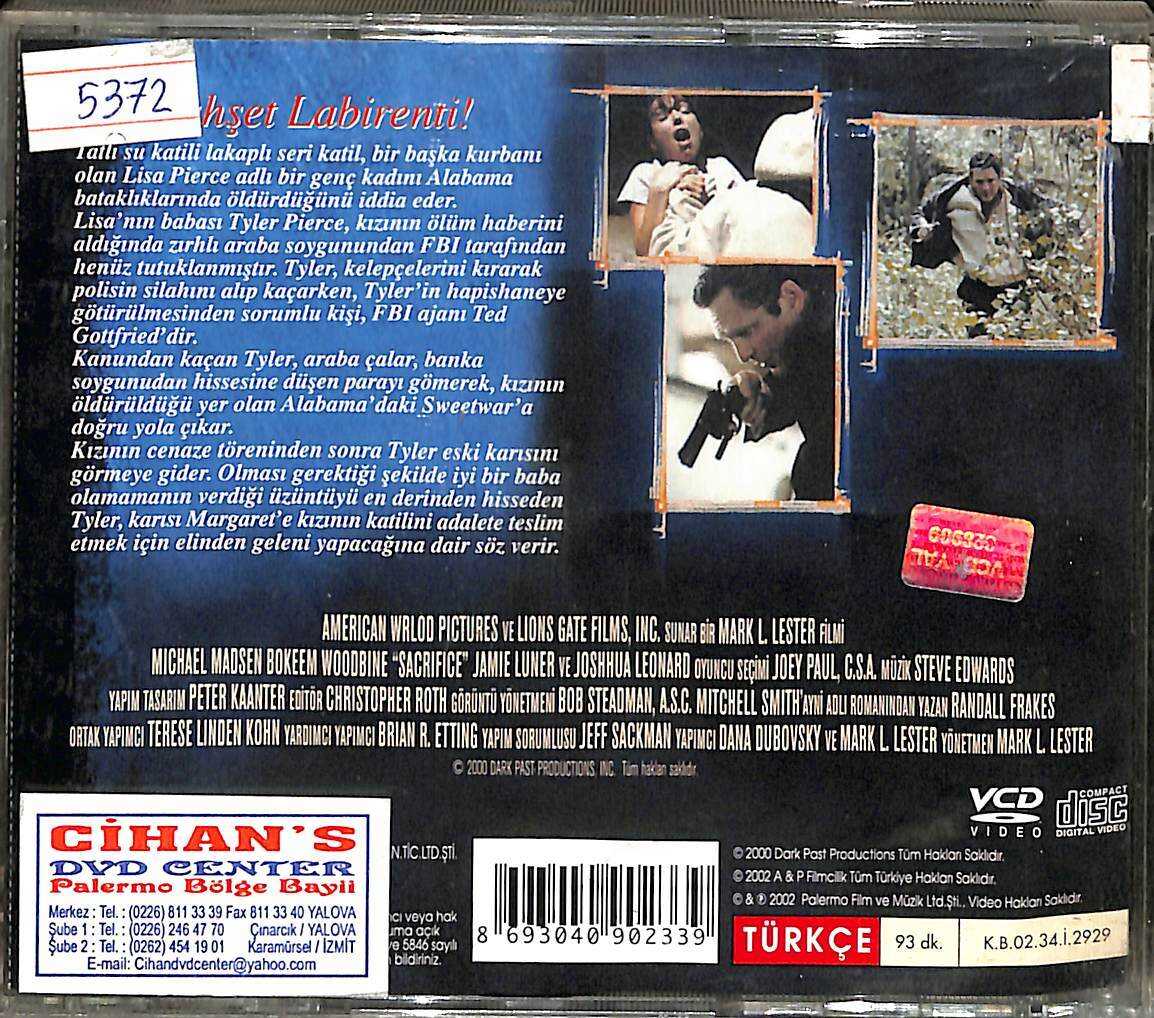 5372
hşet Labirenti!
Tatlı su katili lakaplı seri katil, bir başka kurbanı
olan Lisa Pierce adlı bir genç kadını Alabama
bataklıklarında öldürdüğünü iddia eder.
Lisa'nın babası Tyler Pierce, kızının ölüm haberini
aldığında zırhlı araba soygunundan FBI tarafından
henüz tutuklanmıştır. Tyler, kelepçelerini kırarak
polisin silahını alıp kaçarken, Tyler'in hapishaneye
götürülmesinden sorumlu kişi, FBI ajanı Ted
Gottfried'dir.
Kanundan kaçan Tyler, araba çalar, banka
soygunudan hissesine düşen parayı gömerek, kızının
öldürüldüğü yer olan Alabama'daki Sweetwar'a
doğru yola çıkar.
Kızının cenaze töreninden sonra Tyler eski karısını
görmeye gider. Olması gerektiği şekilde iyi bir baba
olamamanın verdiği üzüntüyü en derinden hisseden
Tyler, karısı Margaret'e kızının katilini adalete teslim
etmek için elinden geleni yapacağına dair söz verir.
028909
VCD YAL
AMERICAN WRLOD PICTURES VE LIONS GATE FILMS, INC. SUNAR BİR MARK L. LESTER FİLMİ
MICHAEL MADSEN BOKEEM WOODBINE "SACRIFICE" JAMIE LUNER VE JOSHHUA LEONARD OYUNCU SEÇİMİ JOEY PAUL, C.S.A. MÜZİK STEVE EDWARDS
YAPIM TASARIM PETER KAANTER EDİTÖR CHRISTOPHER ROTH GÖRÜNTÜ YÖNETMENİ BOB STEADMAN, A.S.C. MITCHELL SMITH'AYNI ADLI ROMANINDAN YAZAN RANDALL FRAKES
ORTAK YAPIMCI TERESE LINDEN KOHN YARDIMCI YAPIMCI BRIAN R. ETTING YAPIM SORUMLUSU JEFF SACKMAN YAPIMCI DANA DUBOVSKY VE MARK L. LESTER YÖNETMEN MARK L. LESTER
© 2000 DARK PAST PRODUCTIONS, INC. Tüm hakları saklıdır.
VCD
VIDEO
COMPACT
disc
DIGITAL VIDEO
CİHAN'S
DVD CENTER
Palermo Bölge Bayii
Merkez : Tel. : (0226) 811 33 39 Fax 811 33 40 YALOVA
Şube 1 : Tel. : (0226) 246 47 70 Çınarcık / YALOVA
Şube 2 : Tel. : (0262) 454 19 01 Karamürsel / İZMİT
E-mail: Cihandvdcenter@yahoo.com
N.TİC.LTD.ŞTİ.
ncı veya hak
uma açık
ve 5846 sayılı
bildiriniz.
8 693040 902339
© 2000 Dark Past Productions Tüm Hakları Saklıdır.
© 2002 A & P Filmcilik Tüm Türkiye Hakları Saklıdır.
© & ℗ 2002 Palermo Film ve Müzik Ltd.Şti., Video Hakları Saklıdır.
TÜRKÇE
93 dk.
K.B.02.34.İ.2929